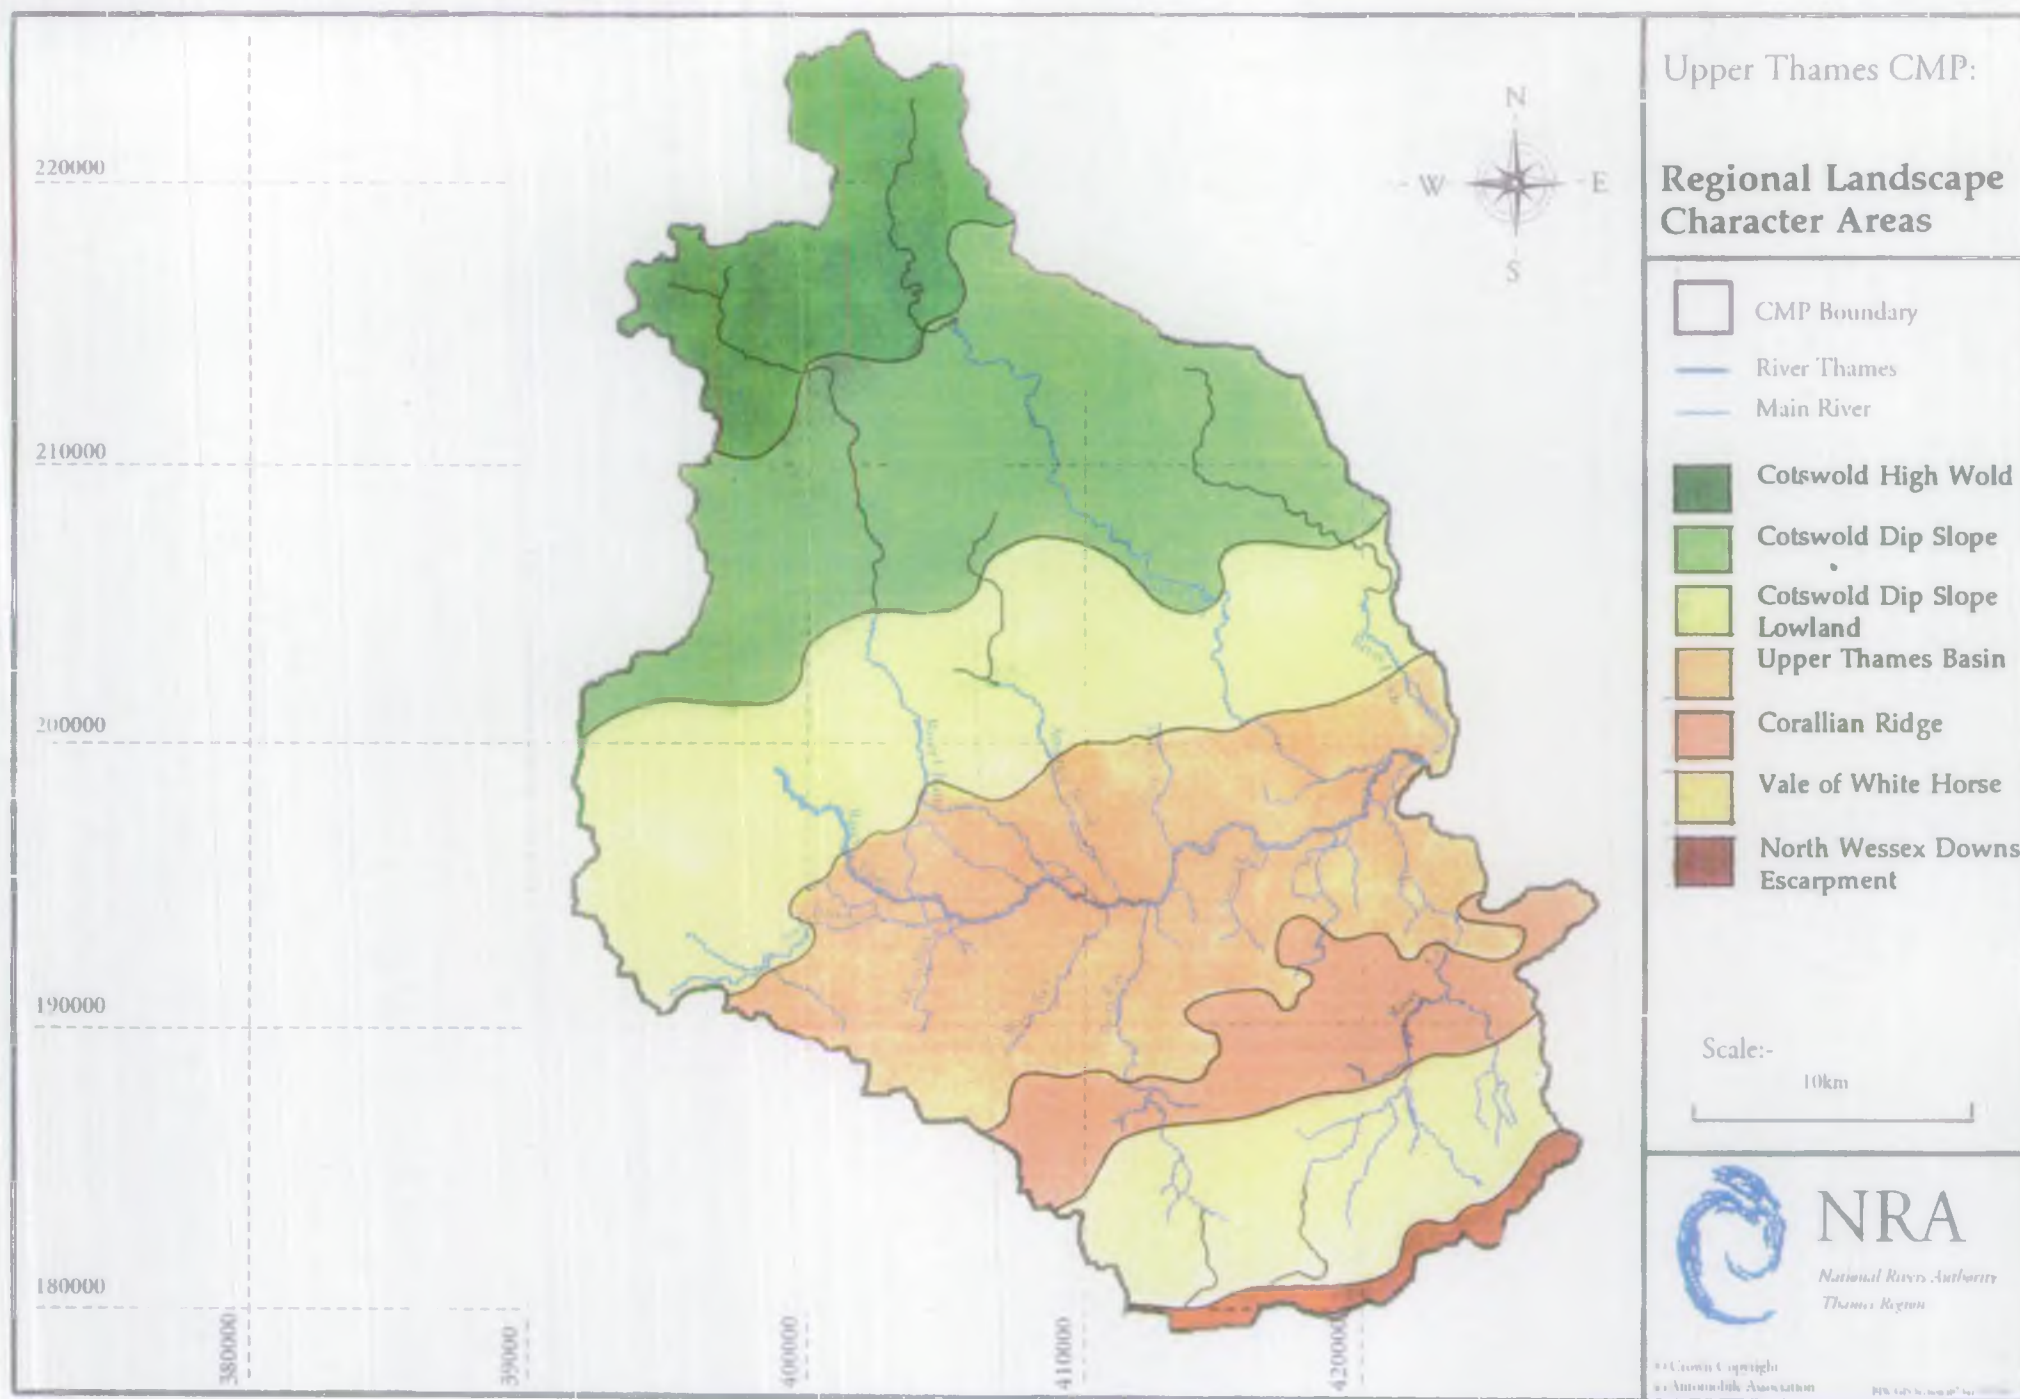 Upper Thames CMP:
Regional Landscape
Character Areas
N
W
E
S
CMP Boundary
River Thames
Main River
Cotswold High Wold
Cotswold Dip Slope
Cotswold Dip Slope
Lowland
Upper Thames Basin
Corallian Ridge
Vale of White Horse
North Wessex Downs
Escarpment
Scale:-
10km
NRA
National Rivers Authority
Thames Region
Crown Copyright
Automobile Association
220000
210000
200000
190000
180000
380000
390000
400000
410000
420000